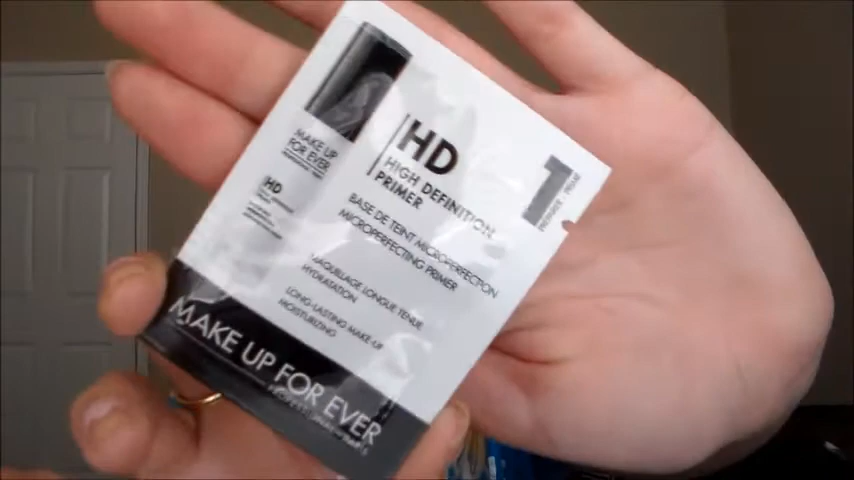 MAKE UP
FOR EVER
HD
HD
HIGH DEFINITION
PRIMER
1
BASE DE TEINT MICROPERFECTION
MICROPERFECTING PRIMER
MAQUILLAGE LONGUE TENUE
HYDRATATION
LONG-LASTING MAKE-UP
MOISTURIZING
MAKE UP FOR EVER